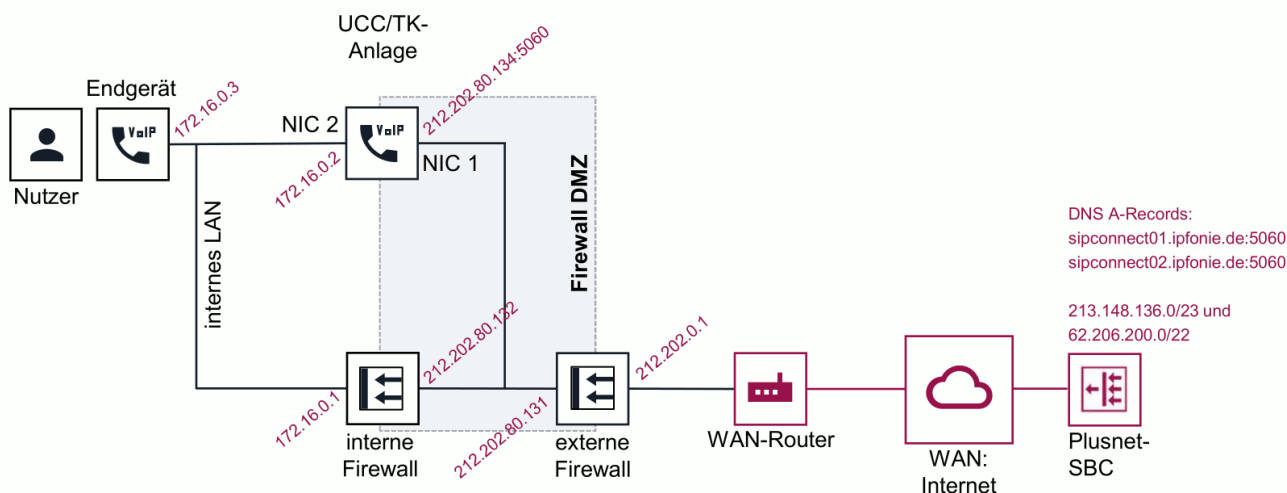 UCC/TK-
Anlage
Endgerät
VoIP
Nutzer
172.16.0.3
NIC 2
VoIP
172.16.0.2
212.202.80.134:5060
NIC 1
Firewall DMZ
internes LAN
172.16.0.1
interne
Firewall
212.202.80.132
212.202.80.131
externe
Firewall
212.202.0.1
WAN-Router
WAN:
Internet
DNS A-Records:
sipconnect01.ipfonie.de:5060
sipconnect02.ipfonie.de:5060
213.148.136.0/23 und
62.206.200.0/22
Plusnet-
SBC